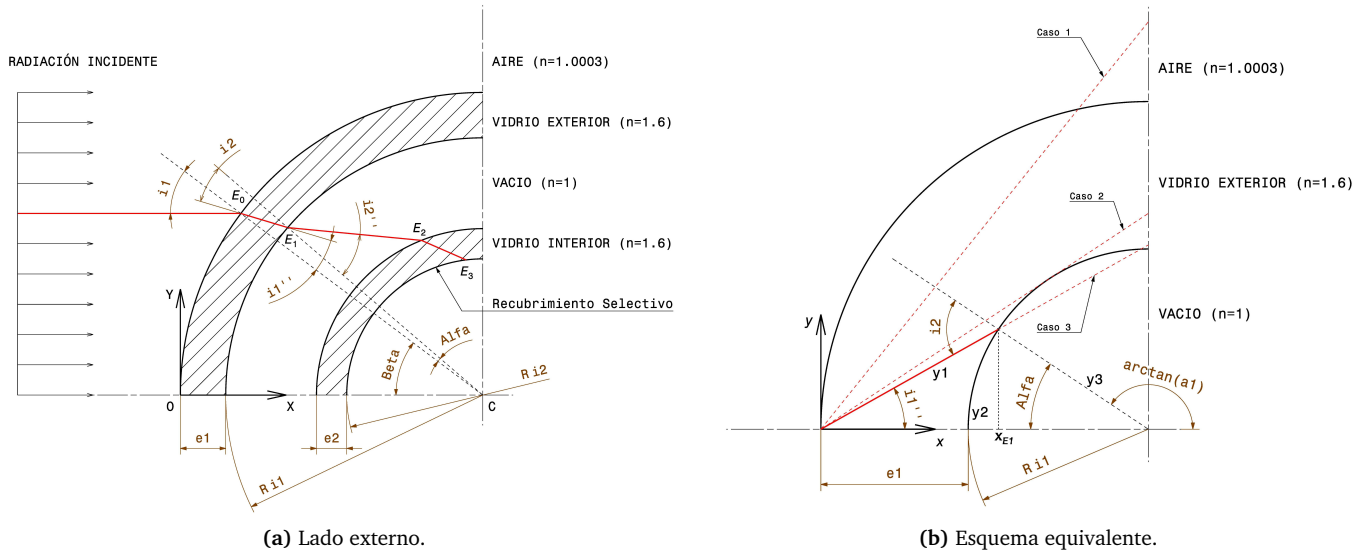 RADIACIÓN INCIDENTE
AIRE (n=1.0003)
VIDRIO EXTERIOR (n=1.6)
VACIO (n=1)
VIDRIO INTERIOR (n=1.6)
Recubrimiento Selectivo
i1
i2
E0
E1
E2
E3
i2''
i1''
Alfa
Beta
Ri2
Y
O
X
C
e1
e2
Ri1
(a) Lado externo.
Caso 1
AIRE (n=1.0003)
Caso 2
VIDRIO EXTERIOR (n=1.6)
Caso 3
VACIO (n=1)
y
i2
y1
y3
arctan(a1)
Alfa
i1''
y2
x
xE1
e1
Ri1
(b) Esquema equivalente.